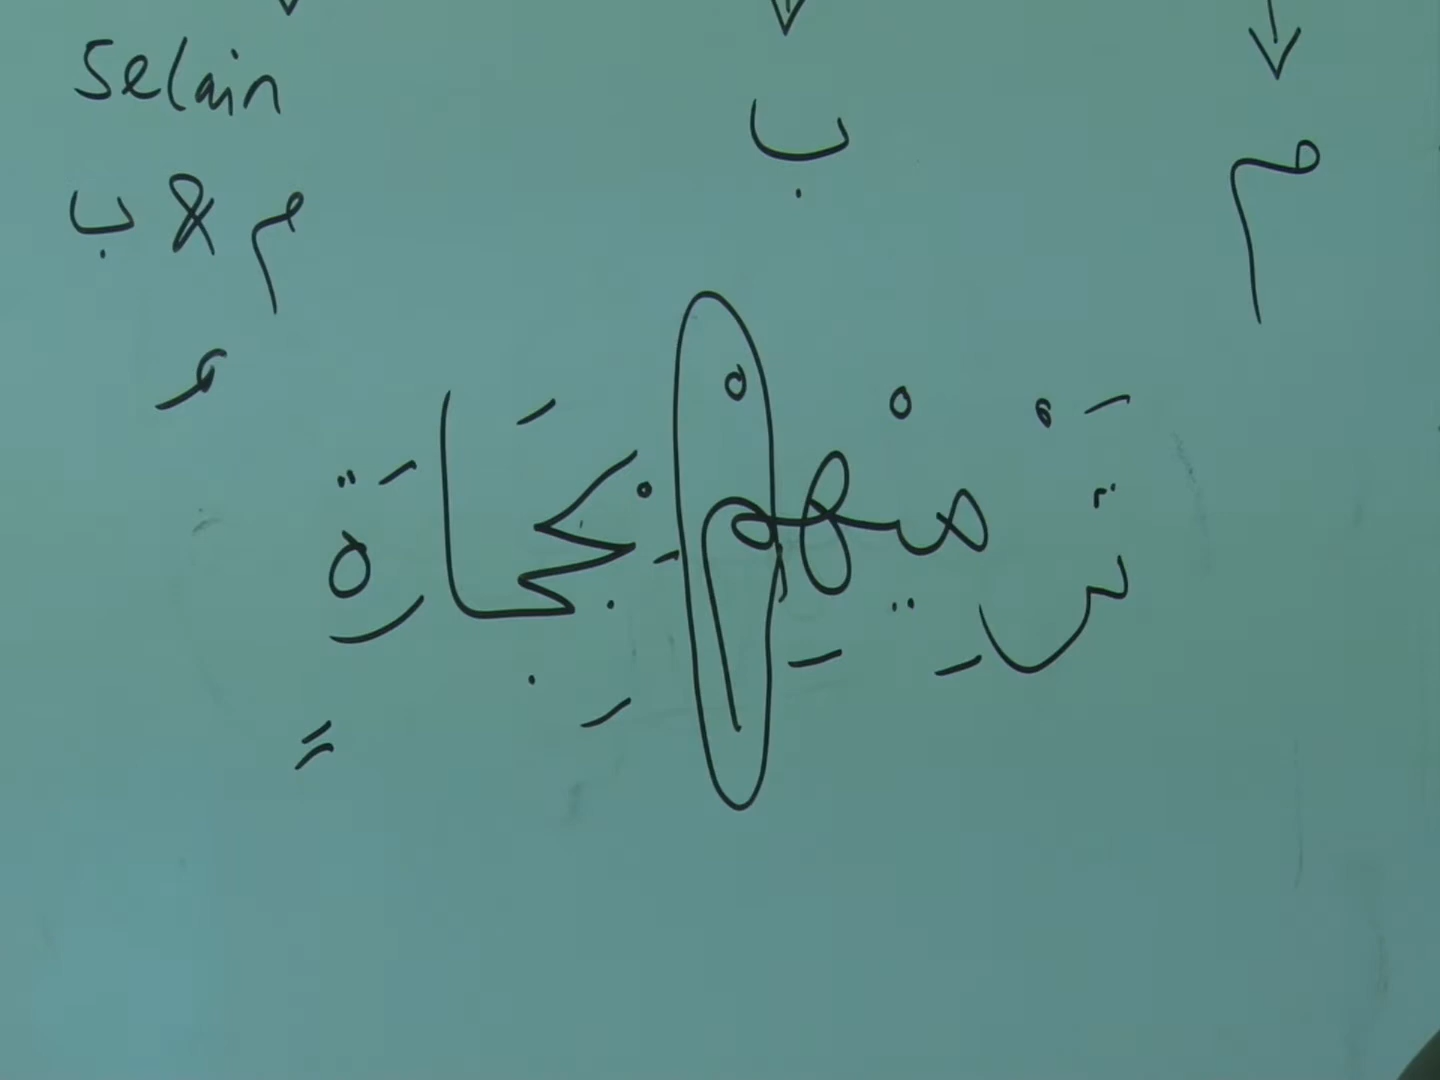 م
ب
Selain
م & ب
تَرْمِيْهِمْ بِحِجَارَةٍ